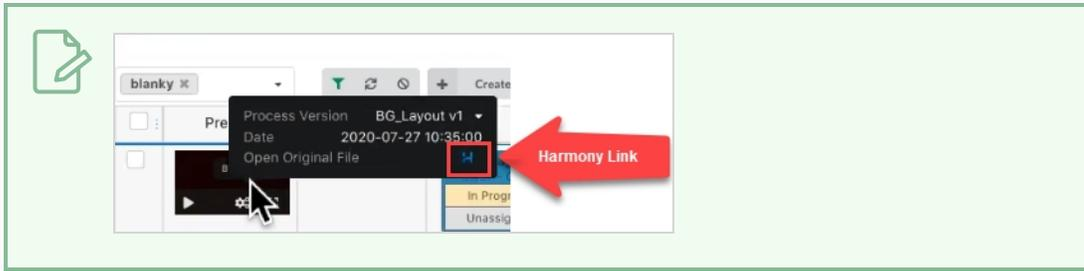 blanky
Create
Pre
Process Version BG_Layout v1
Date 2020-07-27 10:35:00
Open Original File
Harmony Link
B
In Progr
Unassig